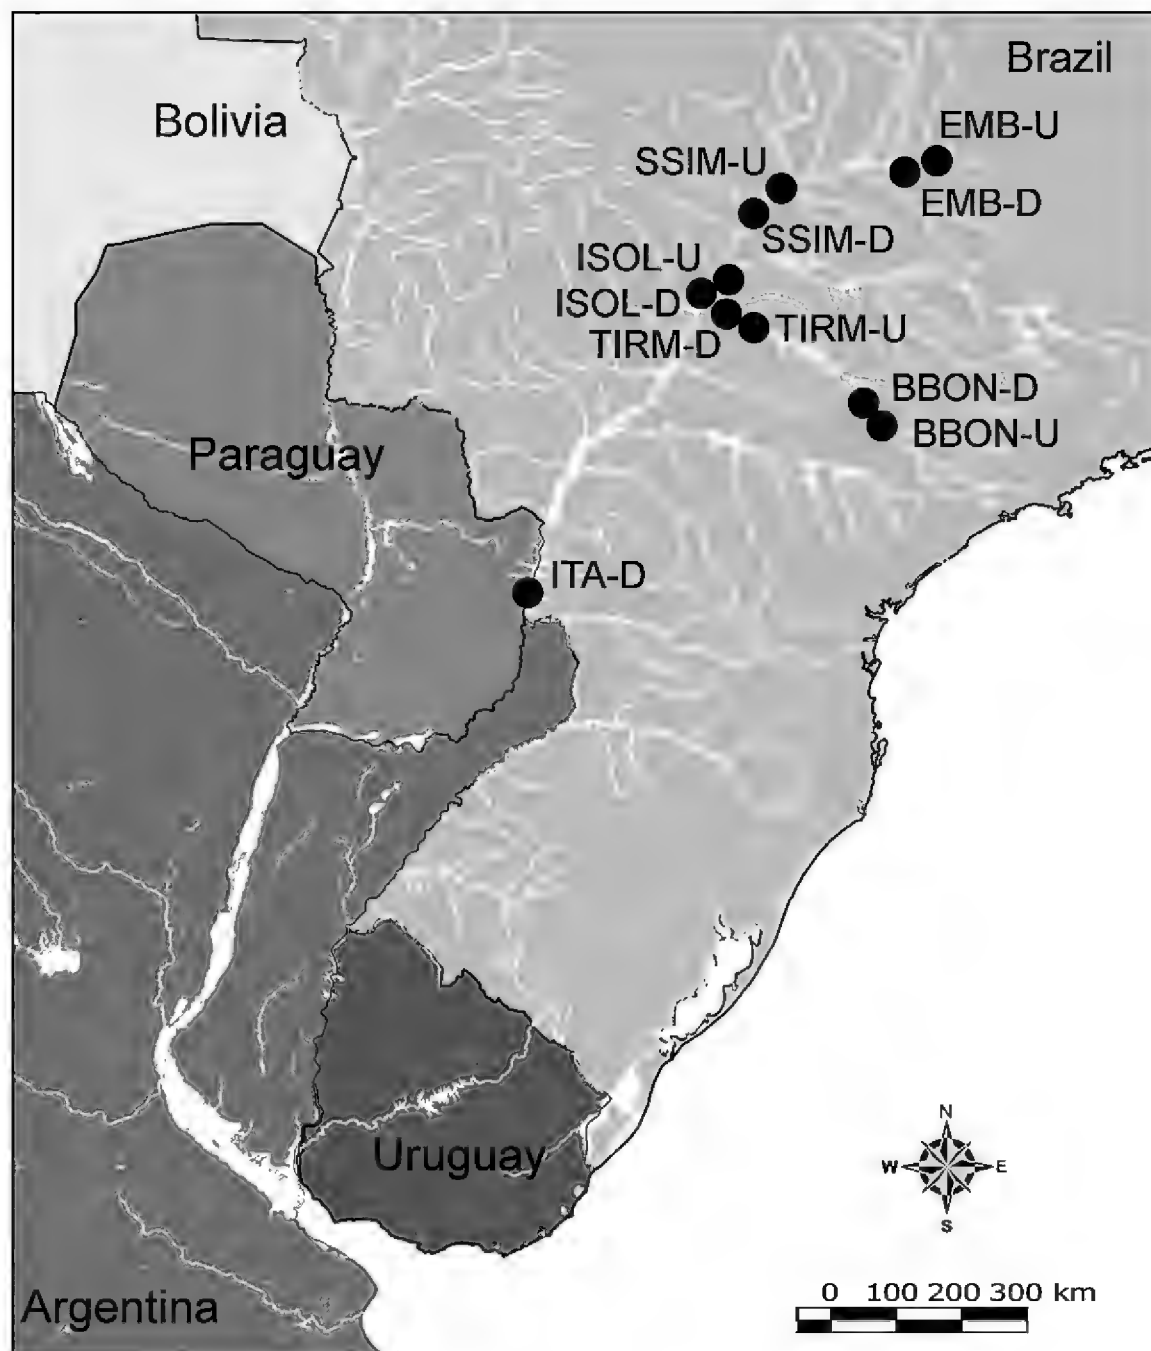 Brazil
Bolivia
EMB-U
SSIM-U
EMB-D
SSIM-D
ISOL-U
ISOL-D
TIRM-U
TIRM-D
BBON-D
BBON-U
Paraguay
ITA-D
N
W E
S
Uruguay
0 100 200 300 km
Argentina